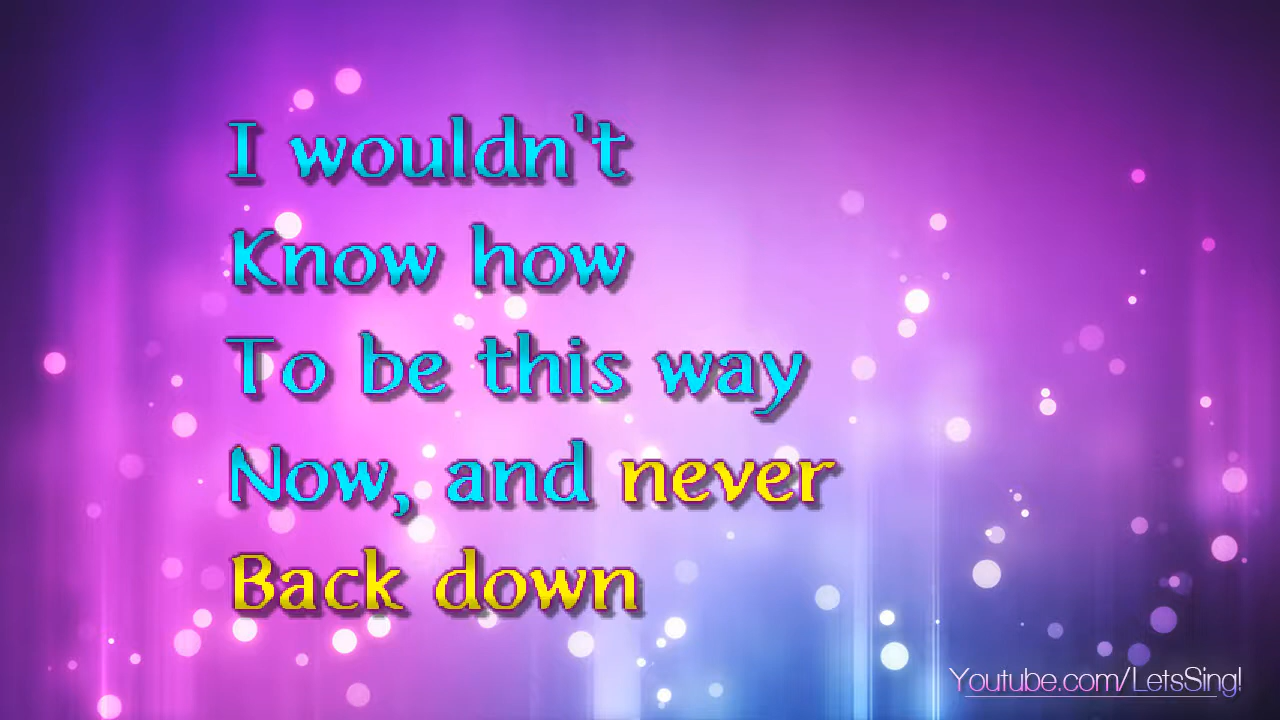 I wouldn't
Know how
To be this way
Now, and never
Back down
Youtube.com/LetsSing!